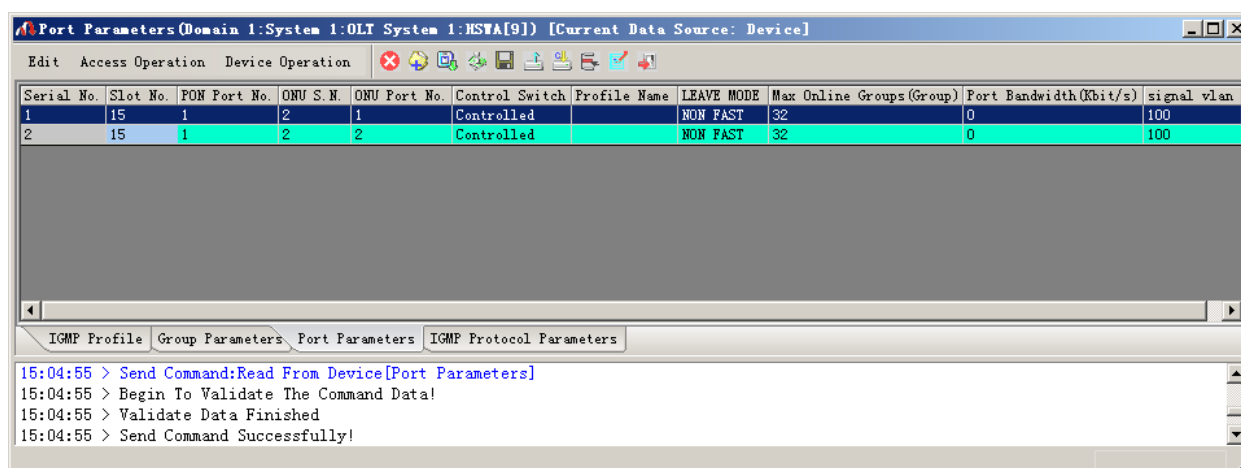 Port Parameters(Domain 1:System 1:OLT System 1:HSWA[9]) [Current Data Source: Device]
Edit Access Operation Device Operation
Serial No. Slot No. PON Port No. ONU S.N. ONU Port No. Control Switch Profile Name LEAVE MODE Max Online Groups(Group) Port Bandwidth(Kbit/s) signal vlan
1 15 1 2 1 Controlled NON FAST 32 0 100
2 15 1 2 2 Controlled NON FAST 32 0 100
IGMP Profile Group Parameters Port Parameters IGMP Protocol Parameters
15:04:55 > Send Command:Read From Device[Port Parameters]
15:04:55 > Begin To Validate The Command Data!
15:04:55 > Validate Data Finished
15:04:55 > Send Command Successfully!